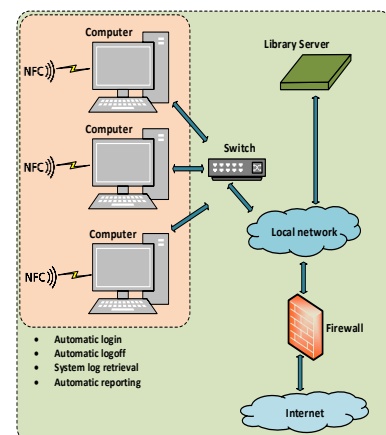 Computer
NFC
Library Server
Computer
NFC
Switch
Computer
NFC
Local network
Firewall
• Automatic login
• Automatic logoff
• System log retrieval
• Automatic reporting
Internet